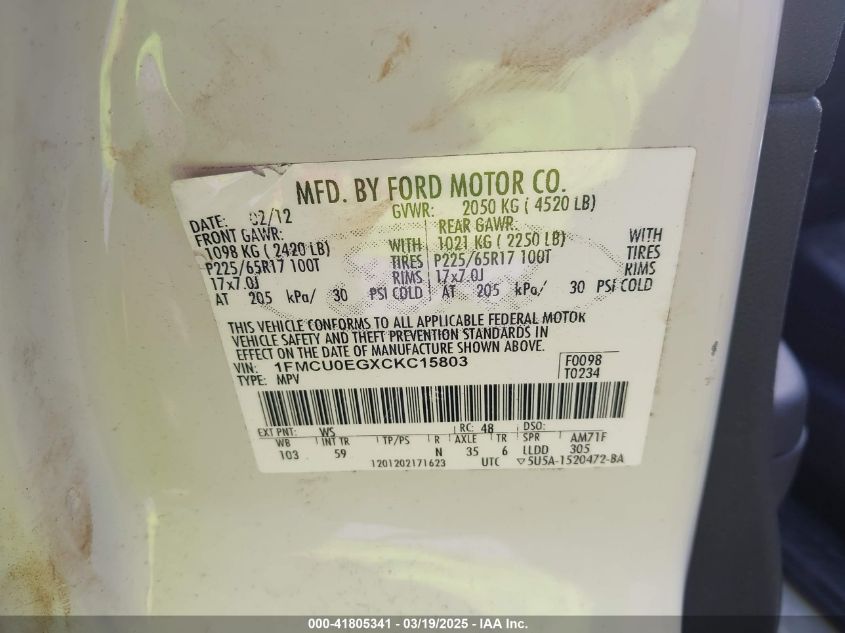 MFD. BY FORD MOTOR CO.
DATE: 02/12 GVWR: 2050 KG ( 4520 LB)
FRONT GAWR: REAR GAWR:
1098 KG ( 2420 LB) WITH 1021 KG ( 2250 LB) WITH
P225/65R17 100T TIRES P225/65R17 100T TIRES
17x7.0J RIMS 17x7.0J RIMS
AT 205 kPa/ 30 PSI COLD AT 205 kPa/ 30 PSI COLD
THIS VEHICLE CONFORMS TO ALL APPLICABLE FEDERAL MOTOR
VEHICLE SAFETY AND THEFT PREVENTION STANDARDS IN
EFFECT ON THE DATE OF MANUFACTURE SHOWN ABOVE.
VIN: 1FMCU0EGXCKC15803 F0098
TYPE: MPV T0234
EXT PNT: WS RC: 48 DSO:
WB INT TR TP/PS R AXLE TR SPR AM71F
103 59 N 35 6 LLDD 305
1201202171623 UTC ▽5U5A-1520472-BA
000-41805341 | 03/19/2025 | IAA Inc.